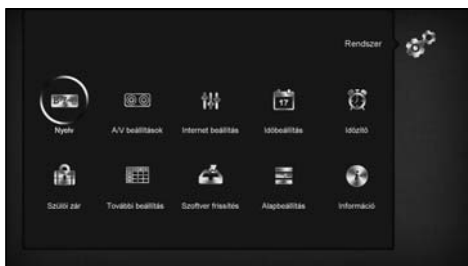 Rendszer
Nyelv A/V beállítások Internet beállítás Időbeállítás Időzítő
17
Szülői zár További beállítás Szoftver frissítés Alapbeállítás Információ